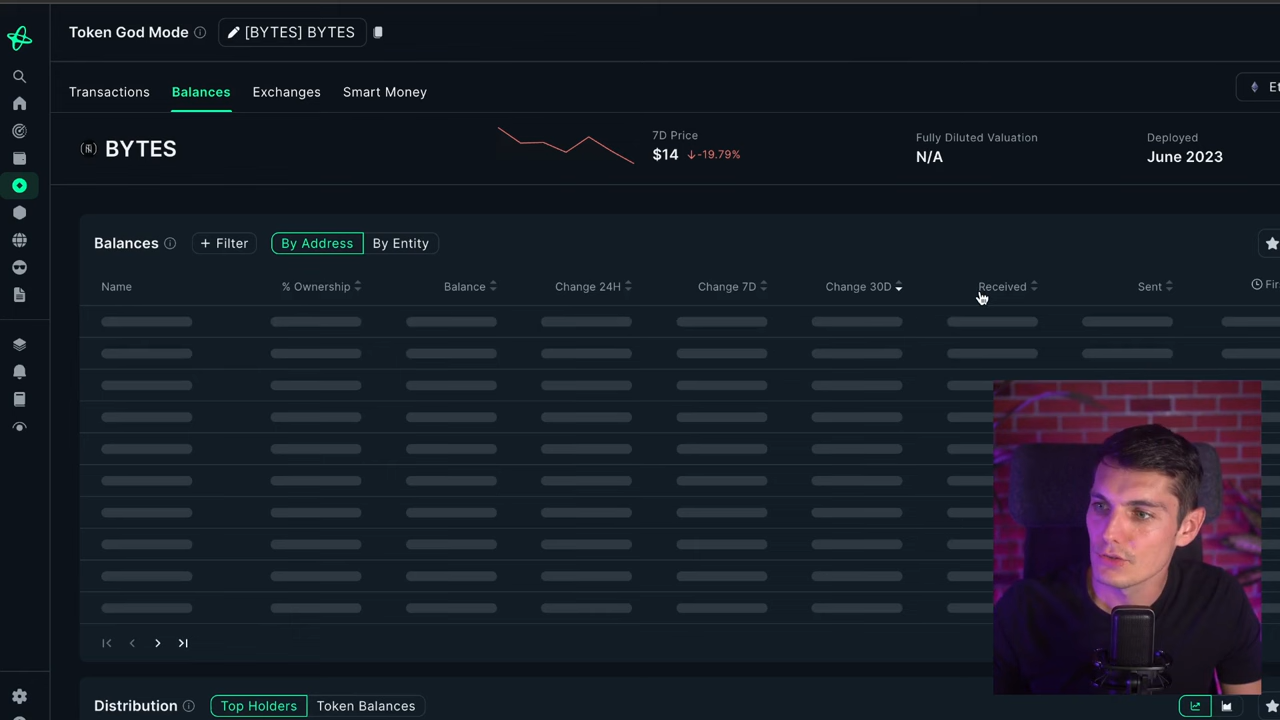 Token God Mode [BYTES] BYTES
Transactions Balances Exchanges Smart Money
BYTES
7D Price
$14 ↓-19.79%
Fully Diluted Valuation
N/A
Deployed
June 2023
Balances + Filter By Address By Entity
Name % Ownership Balance Change 24H Change 7D Change 30D Received Sent Fir
Distribution Top Holders Token Balances